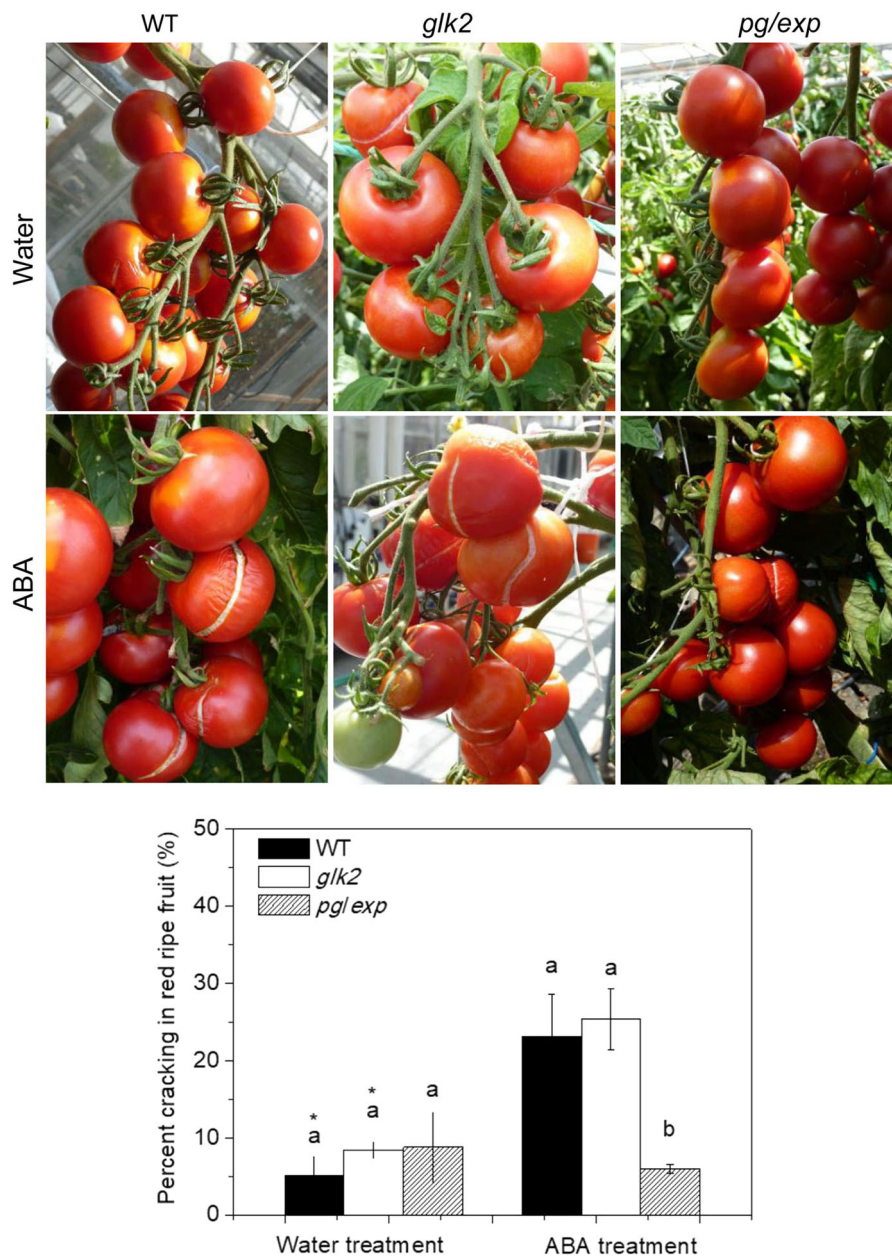 WT glk2 pg/exp
Water
ABA
50
40
30
20
10
0
Percent cracking in red ripe fruit (%)
WT
glk2
pg/exp
* a
* a
a
a
a
b
Water treatment ABA treatment